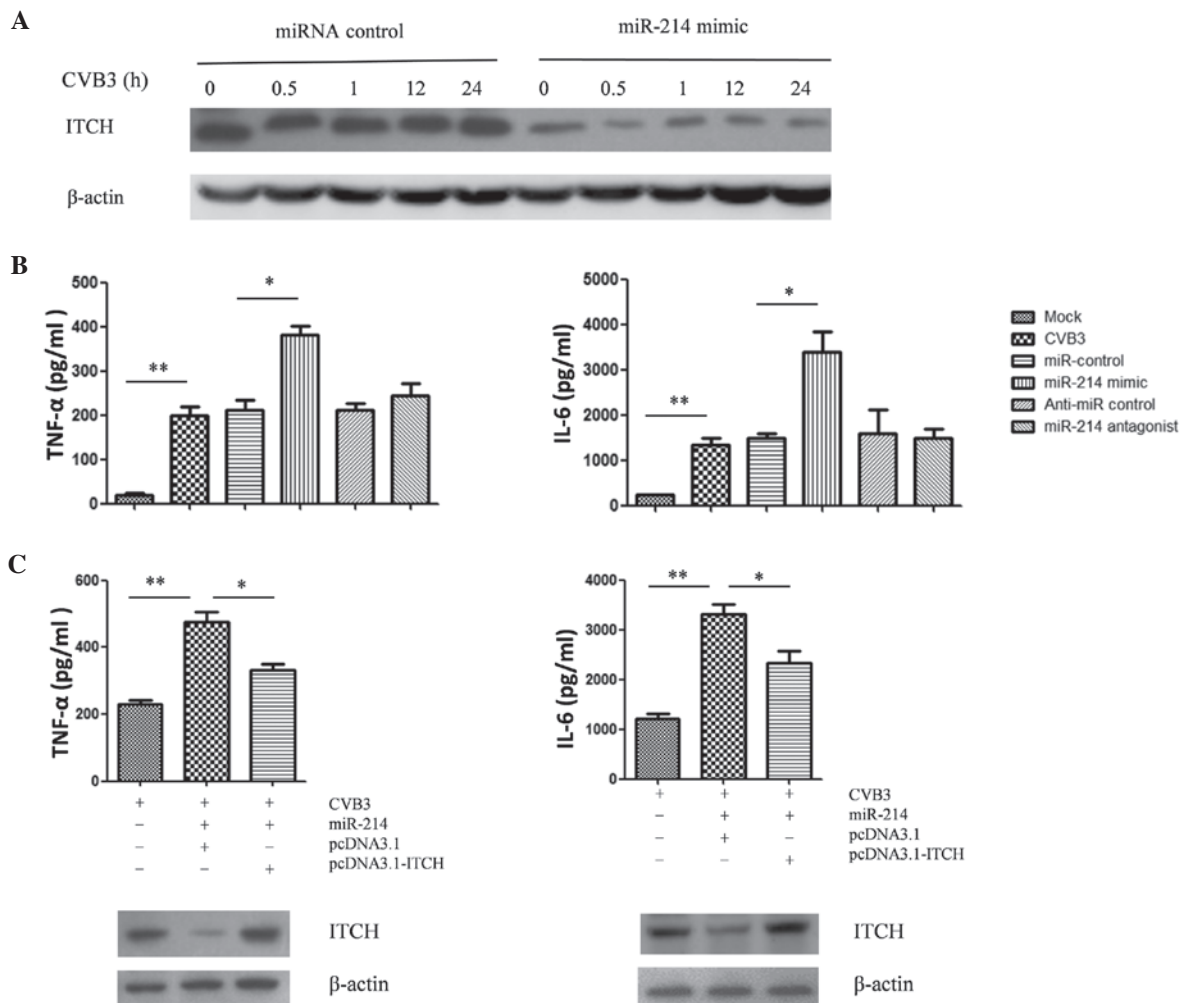 A
miRNA control miR-214 mimic
CVB3 (h) 0 0.5 1 12 24 0 0.5 1 12 24
ITCH
β-actin
B
TNF-α (pg/ml )
500
400
300
200
100
0
** *
IL-6 (pg/ml)
5000
4000
3000
2000
1000
0
** *
Mock
CVB3
miR-control
miR-214 mimic
Anti-miR control
miR-214 antagonist
C
TNF-α (pg/ml )
600
400
200
0
** *
+ + + CVB3
– + + miR-214
– + – pcDNA3.1
– – + pcDNA3.1-ITCH
ITCH
β-actin
IL-6 (pg/ml)
4000
3000
2000
1000
0
** *
+ + + CVB3
– + + miR-214
– + – pcDNA3.1
– – + pcDNA3.1-ITCH
ITCH
β-actin